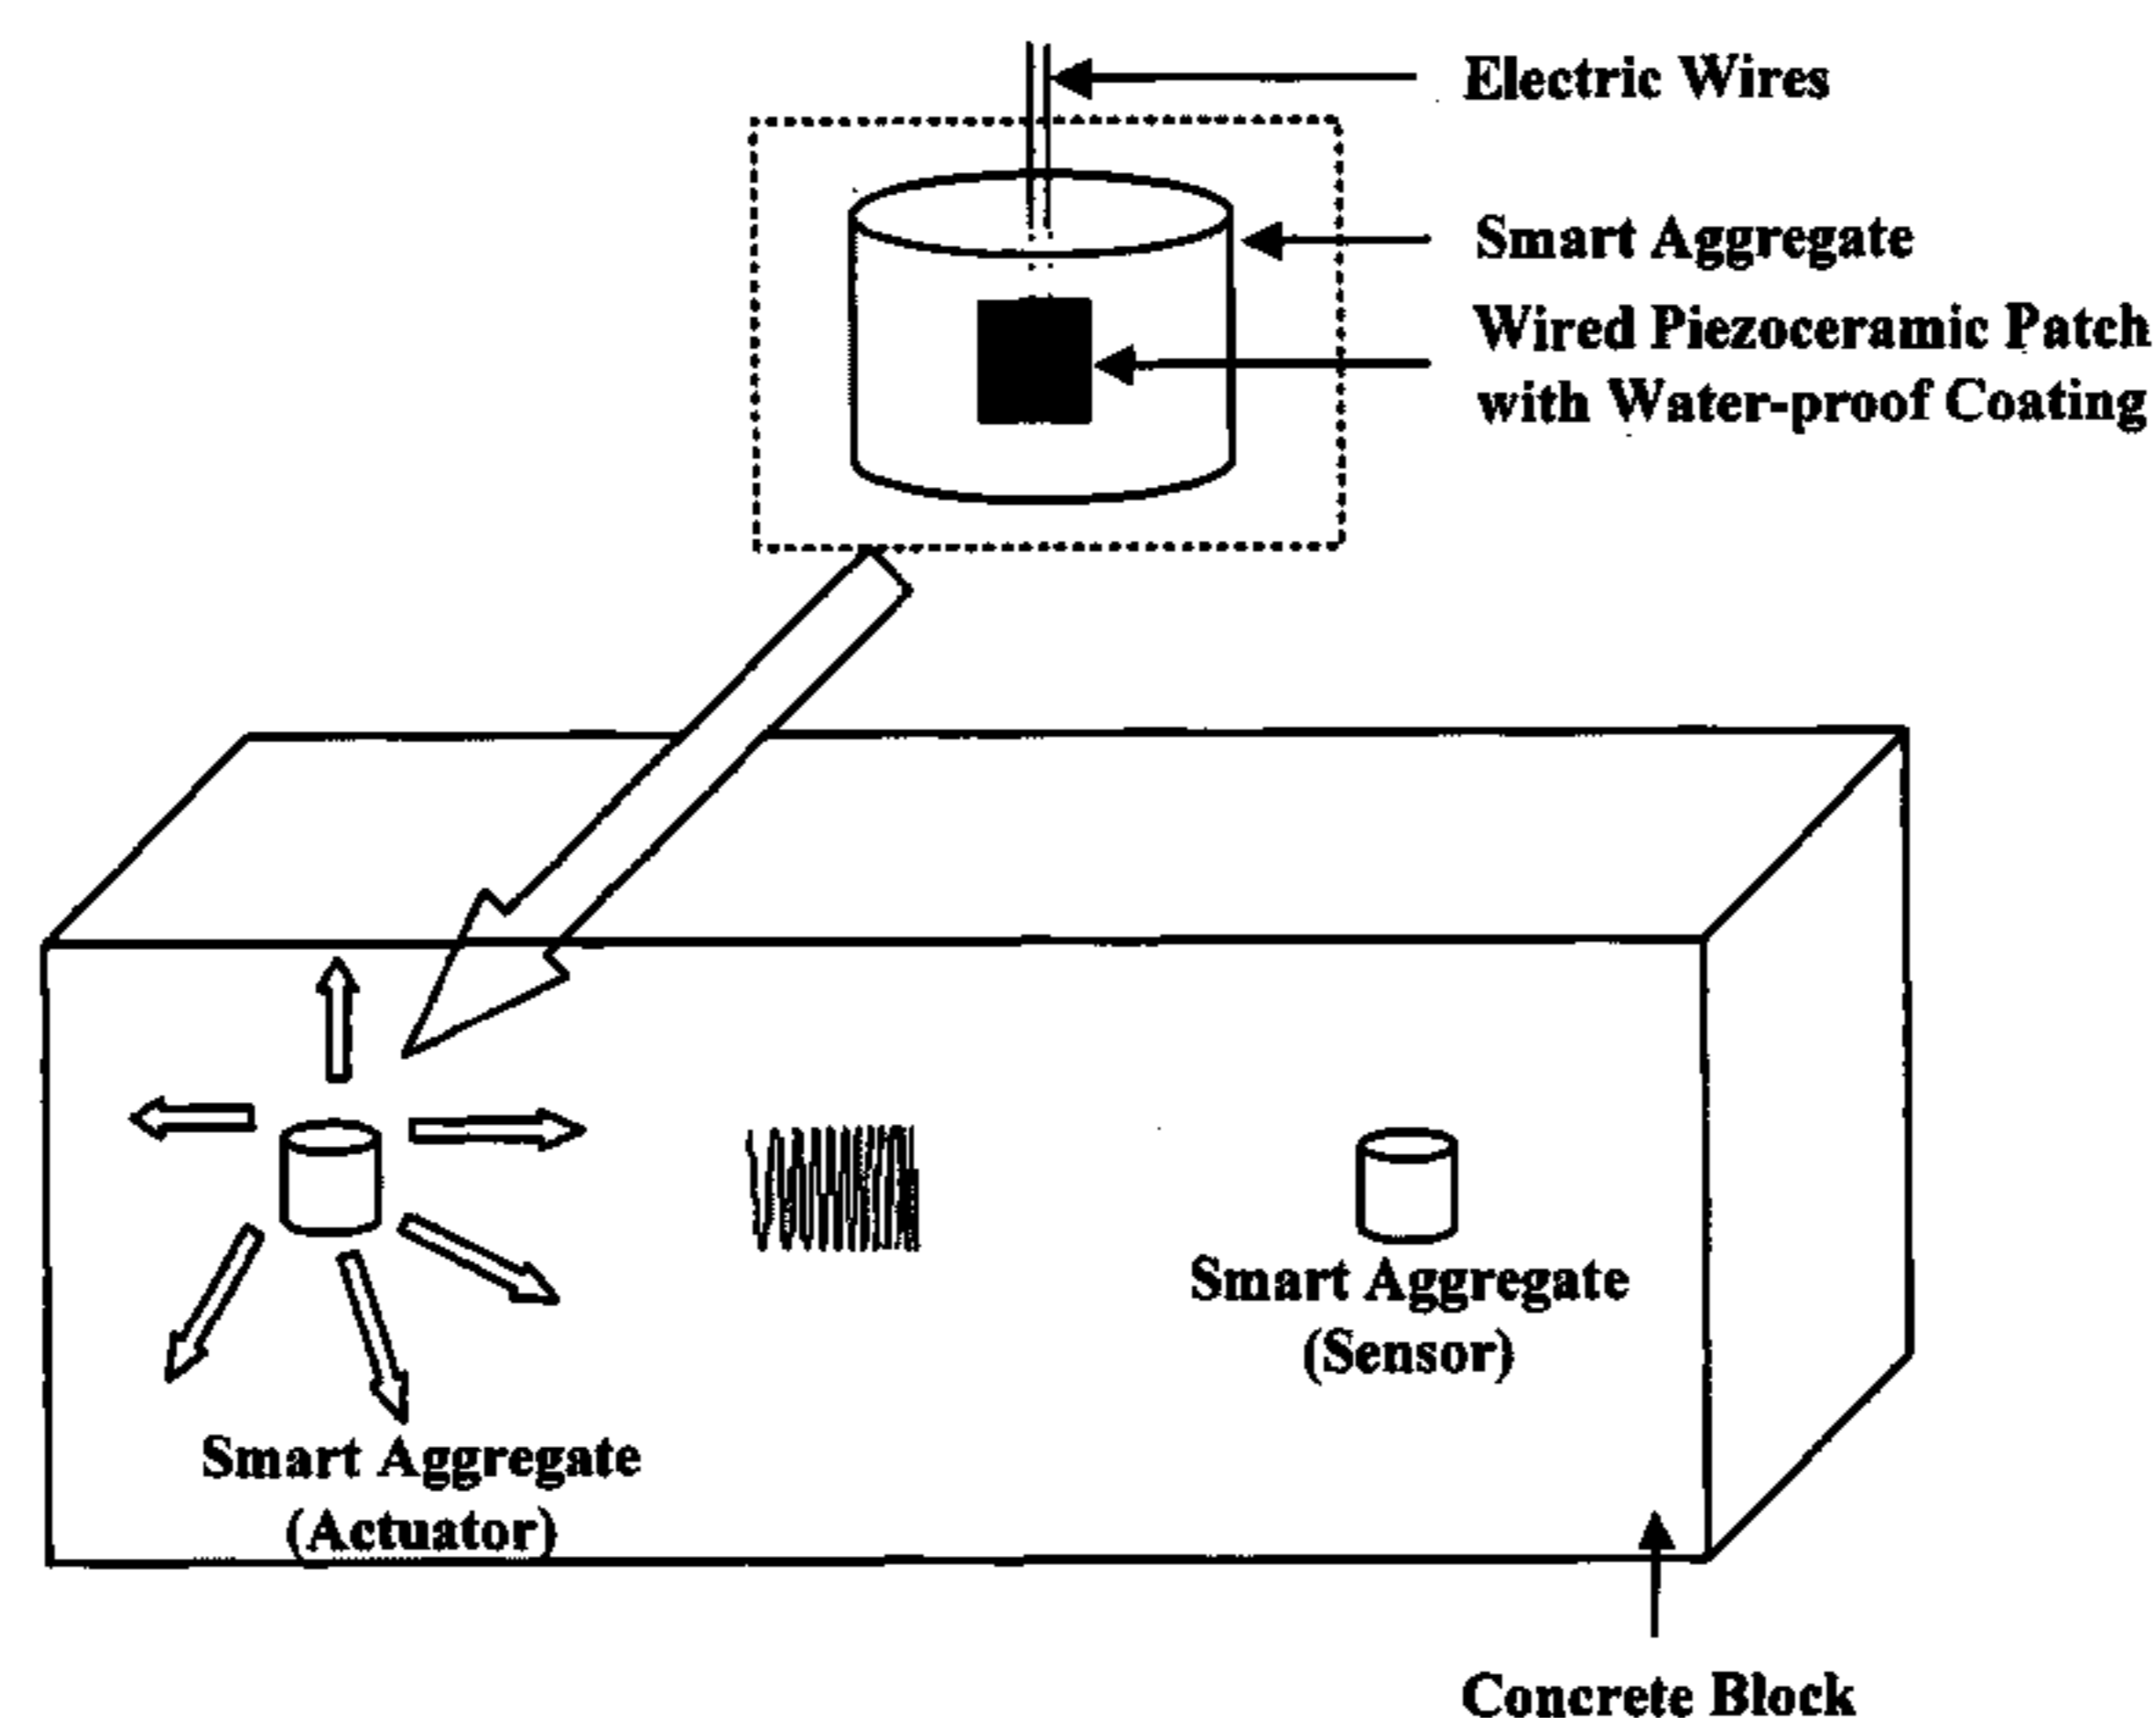 Electric Wires
Smart Aggregate
Wired Piezoceramic Patch
with Water-proof Coating
Smart Aggregate
(Sensor)
Smart Aggregate
(Actuator)
Concrete Block